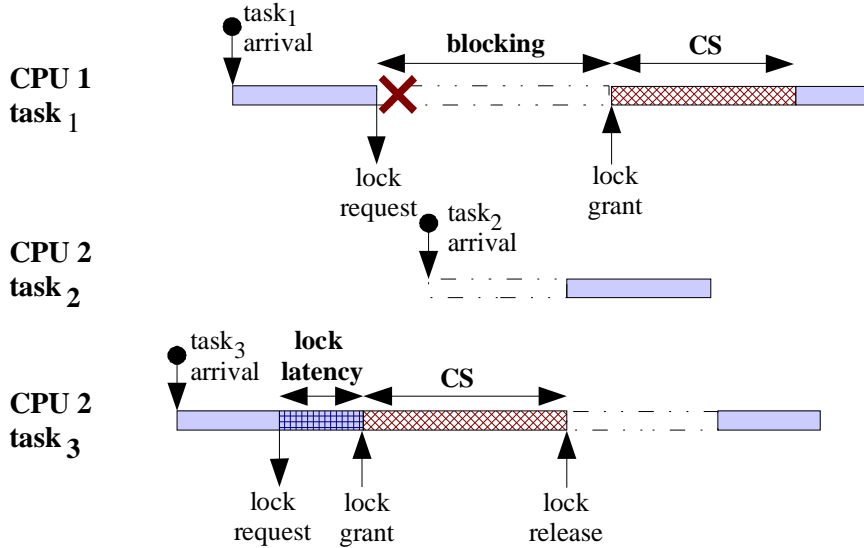 task1
arrival
blocking
CS
CPU 1
task 1
lock
request
lock
grant
task2
arrival
CPU 2
task 2
task3
arrival
lock
latency
CS
CPU 2
task 3
lock
request
lock
grant
lock
release